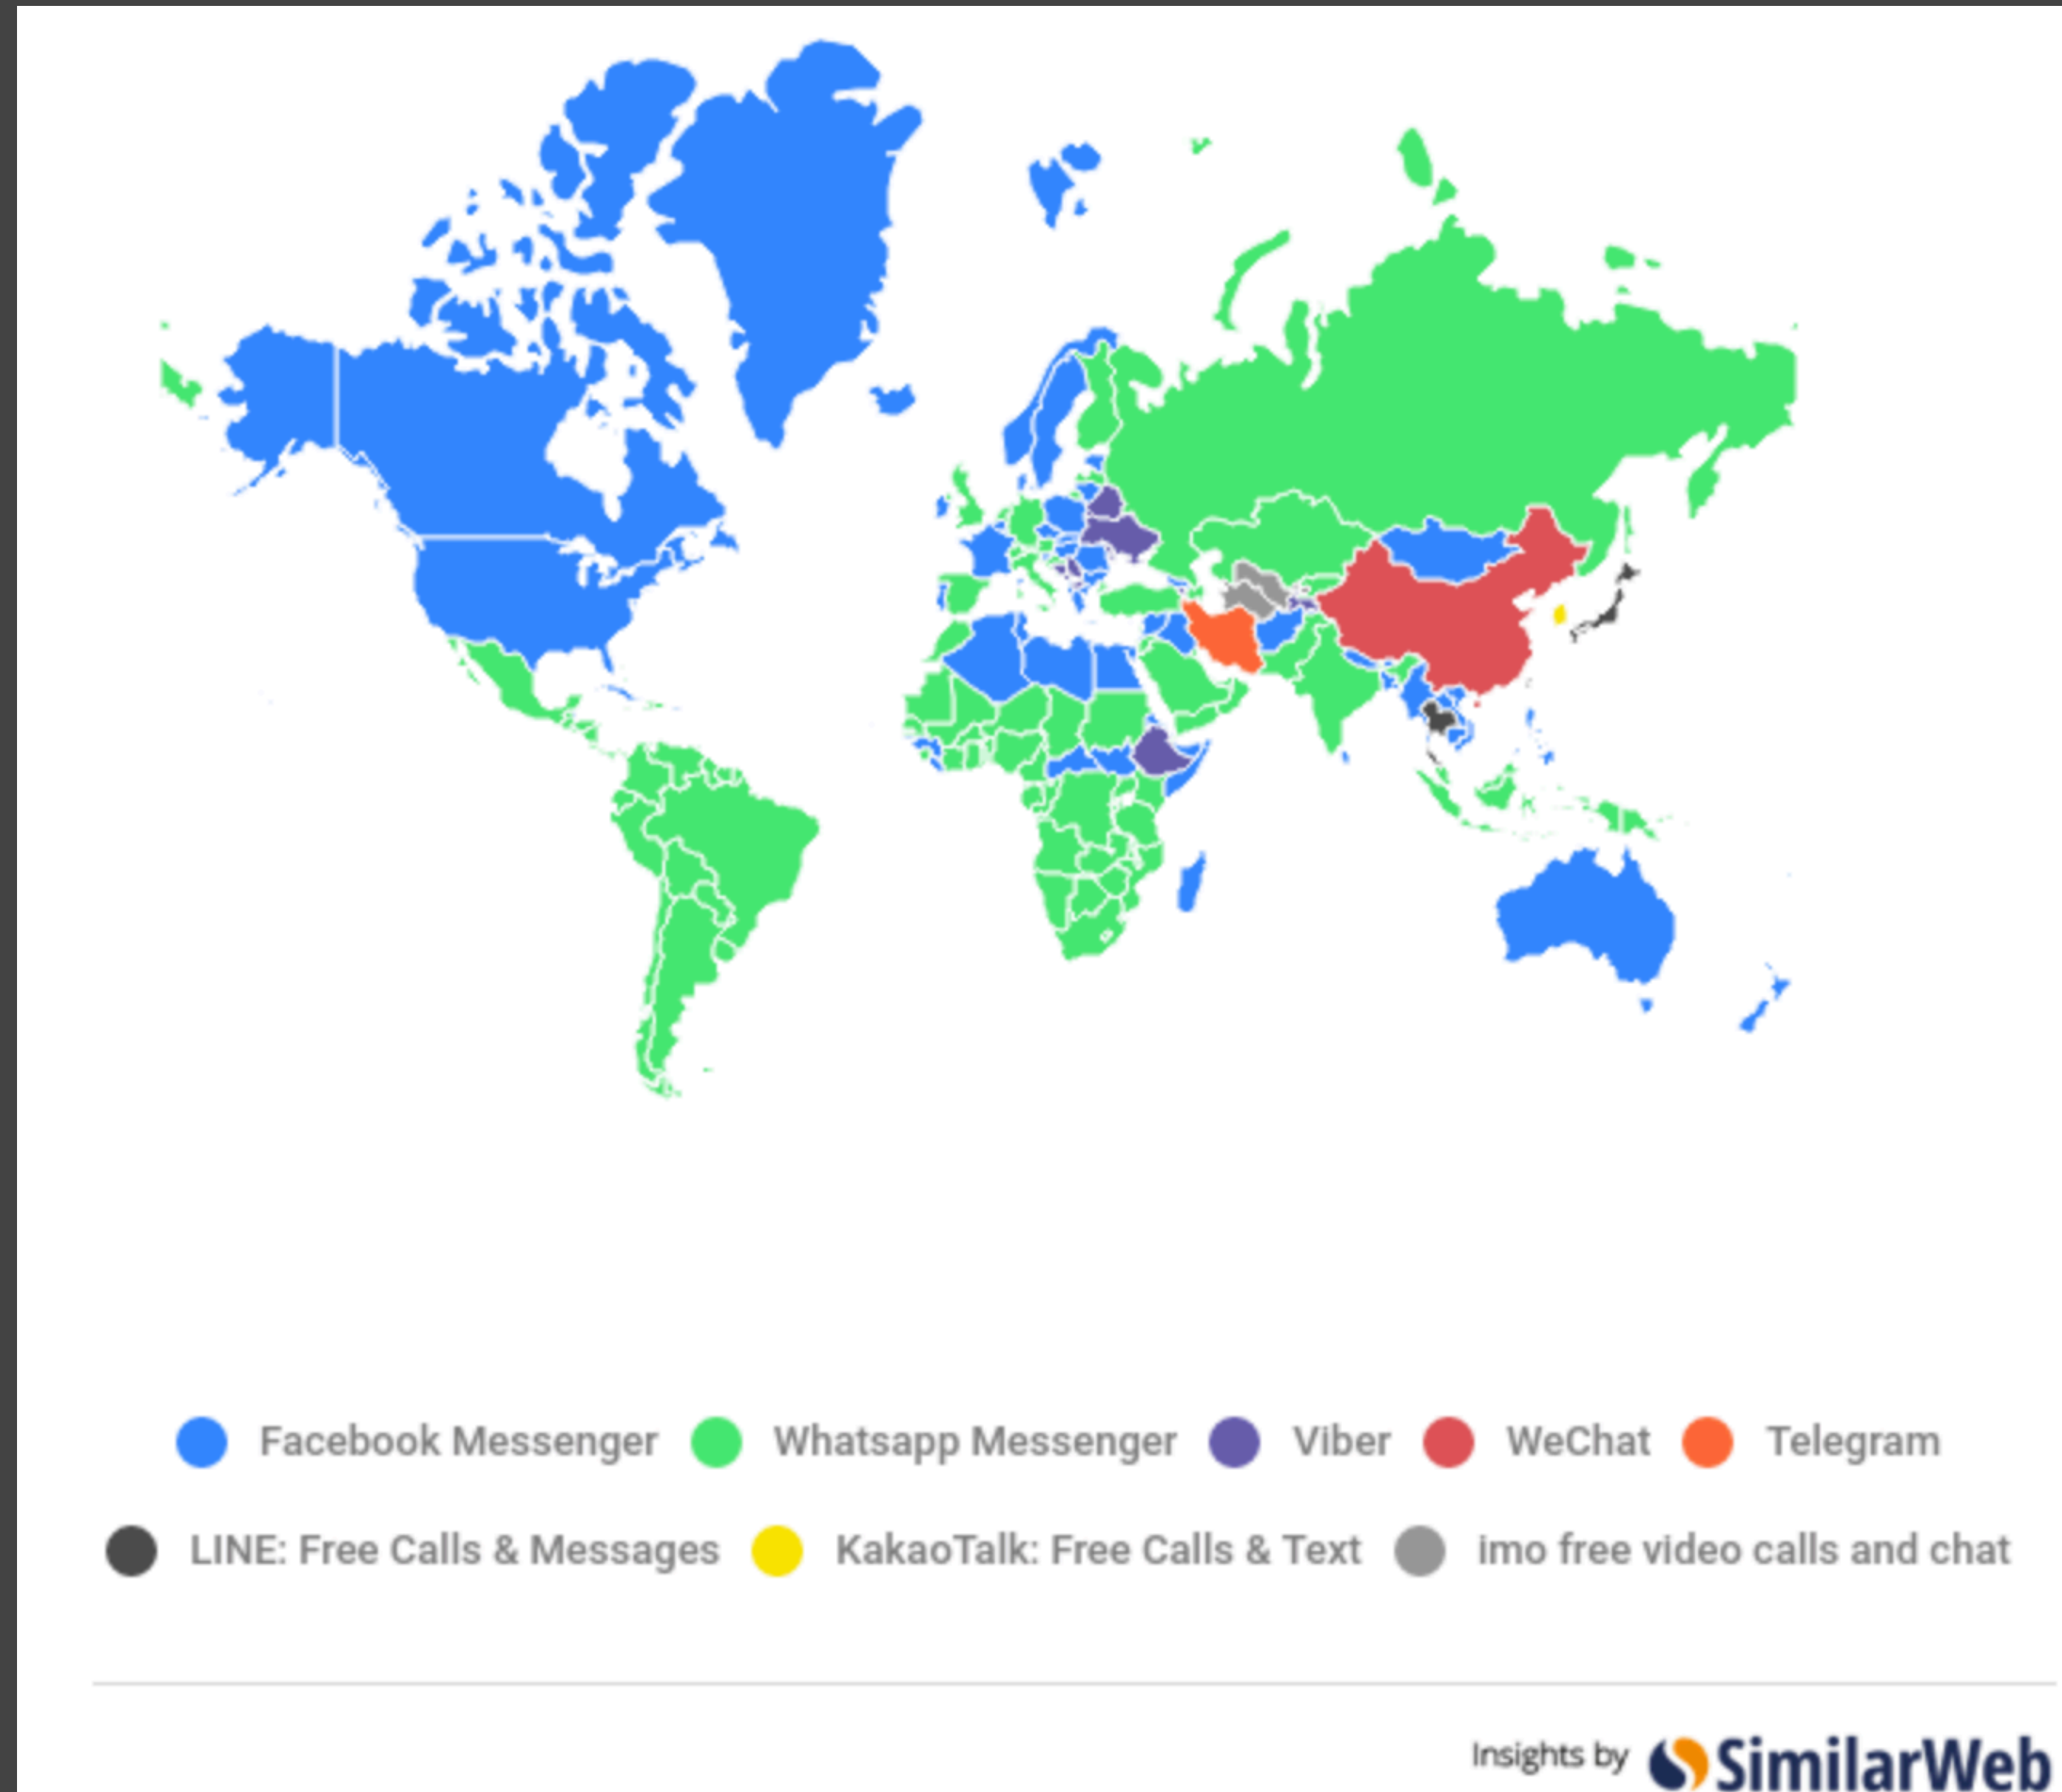 Facebook Messenger Whatsapp Messenger Viber WeChat Telegram
LINE: Free Calls & Messages KakaoTalk: Free Calls & Text imo free video calls and chat
Insights by SimilarWeb